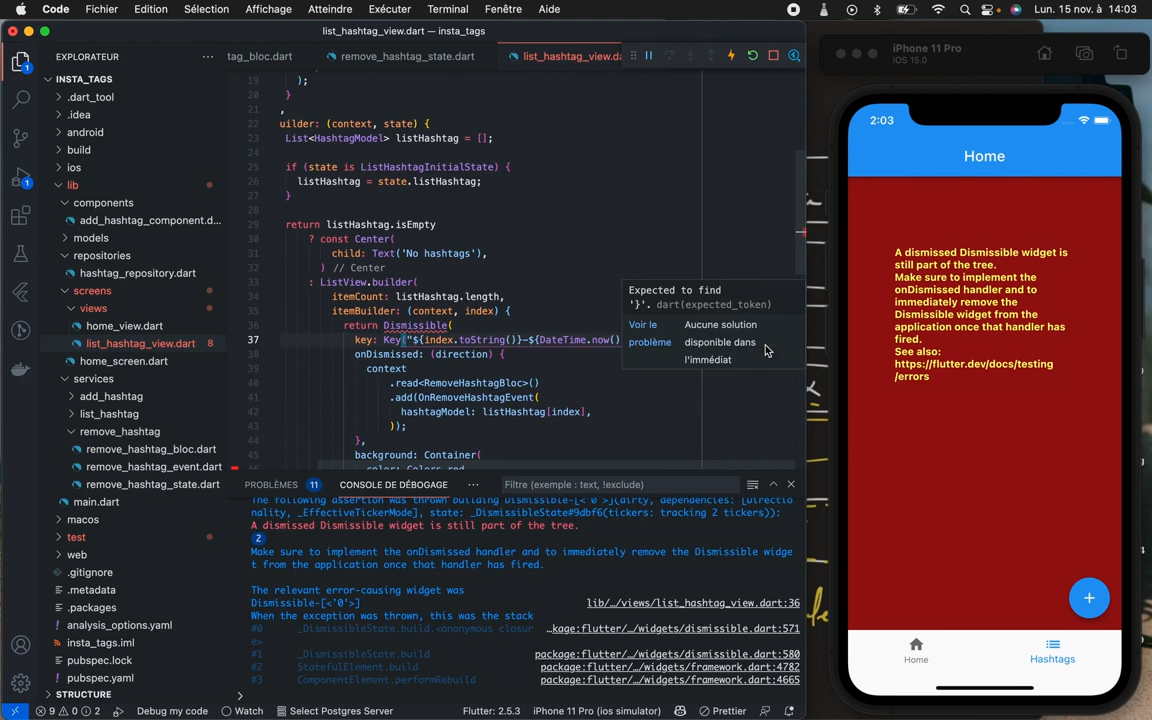 Code Fichier Edition Sélection Affichage Atteindre Exécuter Terminal Fenêtre Aide Lun. 15 nov. à 14:03
list_hashtag_view.dart — insta_tags
EXPLORATEUR
INSTA_TAGS
.dart_tool
.idea
android
build
ios
lib
components
add_hashtag_component.d...
models
repositories
hashtag_repository.dart
screens
views
home_view.dart
list_hashtag_view.dart 8
home_screen.dart
services
add_hashtag
list_hashtag
remove_hashtag
remove_hashtag_bloc.dart
remove_hashtag_event.dart
remove_hashtag_state.dart
main.dart
macos
test
web
.gitignore
.metadata
.packages
analysis_options.yaml
insta_tags.iml
pubspec.lock
pubspec.yaml
STRUCTURE
tag_bloc.dart remove_hashtag_state.dart list_hashtag_view.da
19 );
20 }
21 ,
22 uilder: (context, state) {
23 List<HashtagModel> listHashtag = [];
24
25 if (state is ListHashtagInitialState) {
26 listHashtag = state.listHashtag;
27 }
28
29 return listHashtag.isEmpty
30 ? const Center(
31 child: Text('No hashtags'),
32 ) // Center
33 : ListView.builder(
34 itemCount: listHashtag.length,
35 itemBuilder: (context, index) {
36 return Dismissible(
37 key: Key("${index.toString()}-${DateTime.now()
38 onDismissed: (direction) {
39 context
40 .read<RemoveHashtagBloc>()
41 .add(OnRemoveHashtagEvent(
42 hashtagModel: listHashtag[index],
43 ));
44 },
45 background: Container(
Expected to find
'}'. dart(expected_token)
Voir le problème
Aucune solution
disponible dans
l'immédiat
PROBLÈMES 11 CONSOLE DE DÉBOGAGE ... Filtre (exemple : text, !exclude)
The following assertion was thrown building Dismissible-[<'0'>](dirty, dependencies: [Directio
nality, _EffectiveTickerMode], state: _DismissibleState#9dbf6(tickers: tracking 2 tickers)):
A dismissed Dismissible widget is still part of the tree.
2
Make sure to implement the onDismissed handler and to immediately remove the Dismissible widge
t from the application once that handler has fired.
The relevant error-causing widget was
Dismissible-[<'0'>] lib/…/views/list_hashtag_view.dart:36
When the exception was thrown, this was the stack
#0 _DismissibleState.build.<anonymous closur …kage:flutter/…/widgets/dismissible.dart:571
e>
#1 _DismissibleState.build package:flutter/…/widgets/dismissible.dart:580
#2 StatefulElement.build package:flutter/…/widgets/framework.dart:4782
#3 ComponentElement.performRebuild package:flutter/…/widgets/framework.dart:4665
9 0 2 Debug my code Watch Select Postgres Server Flutter: 2.5.3 iPhone 11 Pro (ios simulator) Prettier
iPhone 11 Pro
iOS 15.0
2:03
Home
A dismissed Dismissible widget is
still part of the tree.
Make sure to implement the
onDismissed handler and to
immediately remove the
Dismissible widget from the
application once that handler has
fired.
See also:
https://flutter.dev/docs/testing
/errors
Home Hashtags